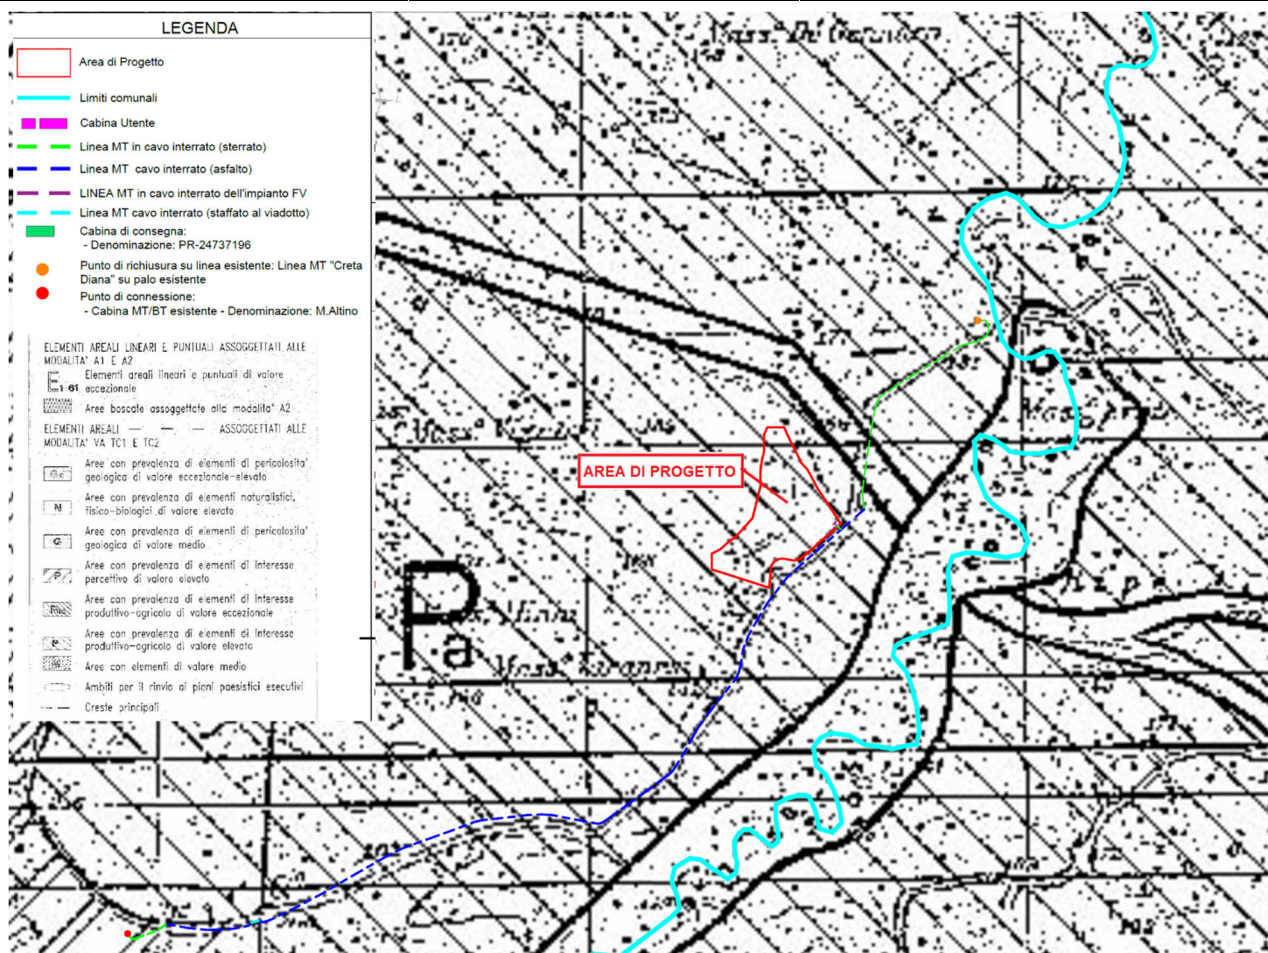 LEGENDA
Area di Progetto
Limiti comunali
Cabina Utente
Linea MT in cavo interrato (sterrato)
Linea MT cavo interrato (asfalto)
LINEA MT in cavo interrato dell'impianto FV
Linea MT cavo interrato (staffato al viadotto)
Cabina di consegna:
- Denominazione: PR-24737196
Punto di richiusura su linea esistente: Linea MT "Creta
Diana" su palo esistente
Punto di connessione:
- Cabina MT/BT esistente - Denominazione: M.Altino
ELEMENTI AREALI LINEARI E PUNTUALI ASSOGGETTATI ALLE
MODALITA' A1 E A2
E1-61 Elementi areali lineari e puntuali di valore
eccezionale
Aree boscate assoggettate alla modalita' A2
ELEMENTI AREALI — — — ASSOGGETTATI ALLE
MODALITA' VA TC1 E TC2
Aree con prevalenza di elementi di pericolosita'
geologica di valore eccezionale-elevato
N Aree con prevalenza di elementi naturalistici,
fisico-biologici di valore elevato
G Aree con prevalenza di elementi di pericolosita'
geologica di valore medio
P Aree con prevalenza di elementi di interesse
percettivo di valore elevato
Aree con prevalenza di elementi di interesse
produttivo-agricolo di valore eccezionale
Aree con prevalenza di elementi di interesse
produttivo-agricolo di valore elevato
Aree con elementi di valore medio
Ambiti per il rinvio ai piani paesistici esecutivi
Creste principali
AREA DI PROGETTO
Pa